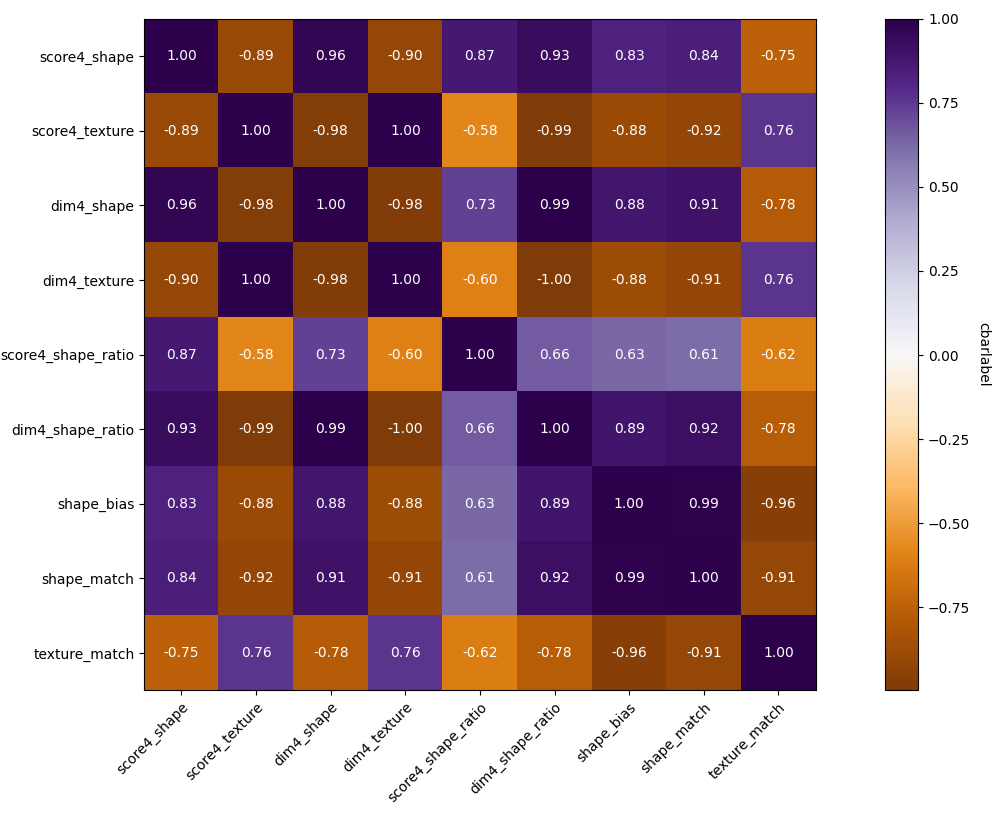 score4_shape 1.00 -0.89 0.96 -0.90 0.87 0.93 0.83 0.84 -0.75
score4_texture -0.89 1.00 -0.98 1.00 -0.58 -0.99 -0.88 -0.92 0.76
dim4_shape 0.96 -0.98 1.00 -0.98 0.73 0.99 0.88 0.91 -0.78
dim4_texture -0.90 1.00 -0.98 1.00 -0.60 -1.00 -0.88 -0.91 0.76
score4_shape_ratio 0.87 -0.58 0.73 -0.60 1.00 0.66 0.63 0.61 -0.62
dim4_shape_ratio 0.93 -0.99 0.99 -1.00 0.66 1.00 0.89 0.92 -0.78
shape_bias 0.83 -0.88 0.88 -0.88 0.63 0.89 1.00 0.99 -0.96
shape_match 0.84 -0.92 0.91 -0.91 0.61 0.92 0.99 1.00 -0.91
texture_match -0.75 0.76 -0.78 0.76 -0.62 -0.78 -0.96 -0.91 1.00
score4_shape
score4_texture
dim4_shape
dim4_texture
score4_shape_ratio
dim4_shape_ratio
shape_bias
shape_match
texture_match
1.00
0.75
0.50
0.25
0.00
−0.25
−0.50
−0.75
cbarlabel